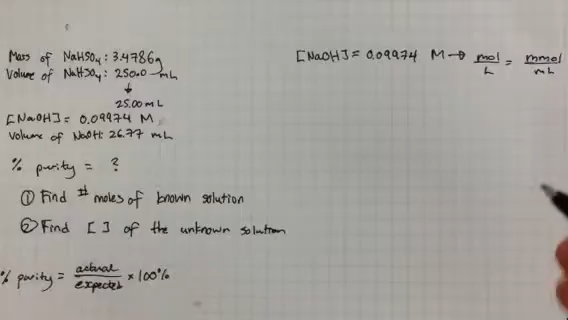 Mass of NaHSO4: 3.4786g
Volume of NaHSO4: 250.0 mL
↓
25.00 mL
[NaOH] = 0.09974 M
Volume of NaOH: 26.77 mL
% purity = ?
① Find # moles of known solution
② Find [ ] of the unknown solution
% purity = actual/expected × 100%
[NaOH] = 0.09974 M → mol/L = mmol/mL